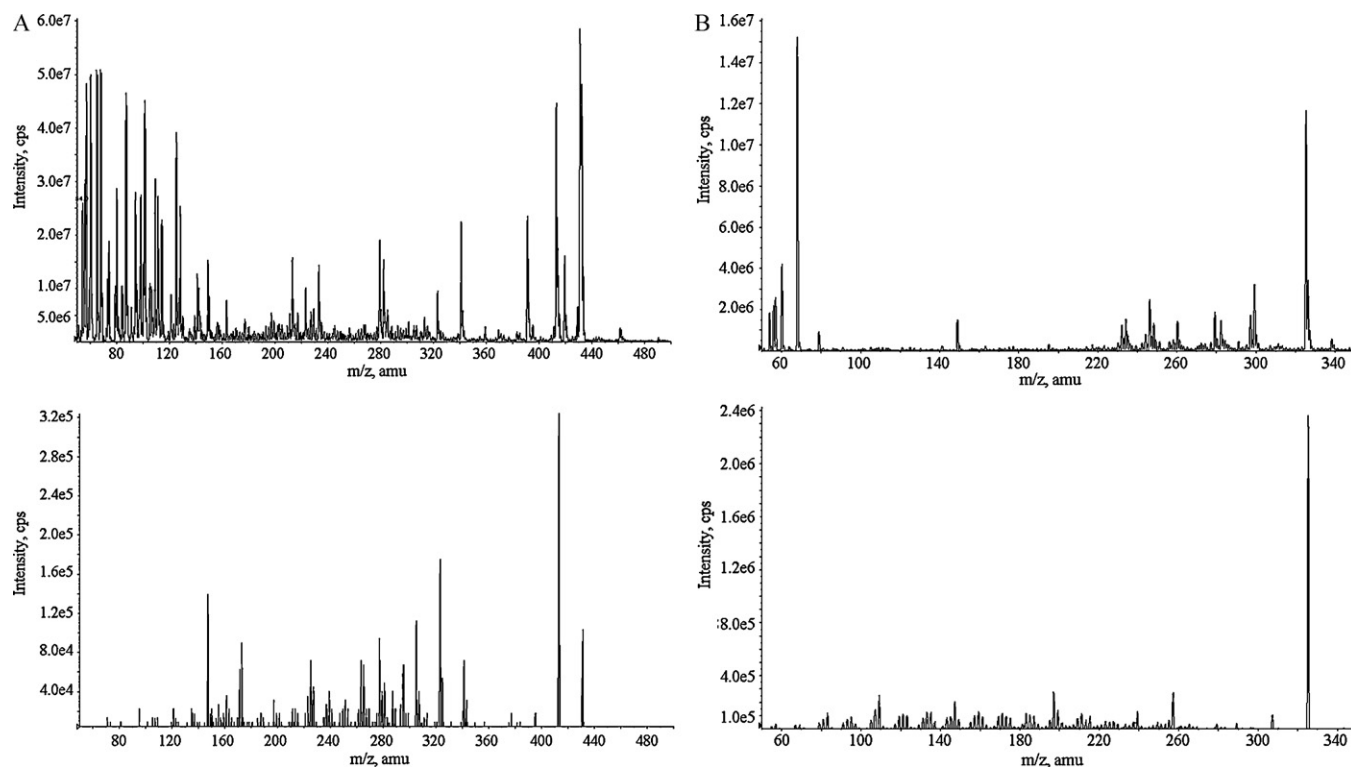 A
6.0e7
5.0e7
4.0e7
3.0e7
2.0e7
1.0e7
5.0e6
Intensity, cps
80 120 160 200 240 280 320 360 400 440 480
m/z, amu
B
1.6e7
1.4e7
1.2e7
1.0e7
8.0e6
6.0e6
4.0e6
2.0e6
Intensity, cps
60 100 140 180 220 260 300 340
m/z, amu
3.2e5
2.8e5
2.4e5
2.0e5
1.6e5
1.2e5
8.0e4
4.0e4
Intensity, cps
80 120 160 200 240 280 320 360 400 440 480
m/z, amu
2.4e6
2.0e6
1.6e6
1.2e6
8.0e5
4.0e5
1.0e5
Intensity, cps
60 100 140 180 220 260 300 340
m/z, amu